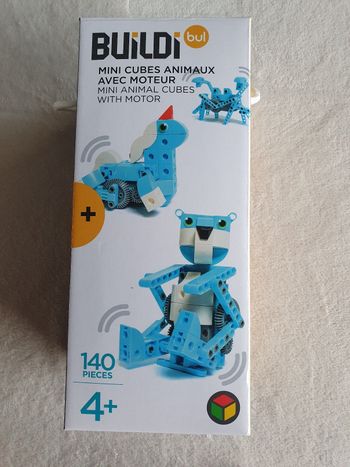 BUiLDi bul
MINI CUBES ANIMAUX
AVEC MOTEUR
MINI ANIMAL CUBES
WITH MOTOR
+
140
PIECES
4+